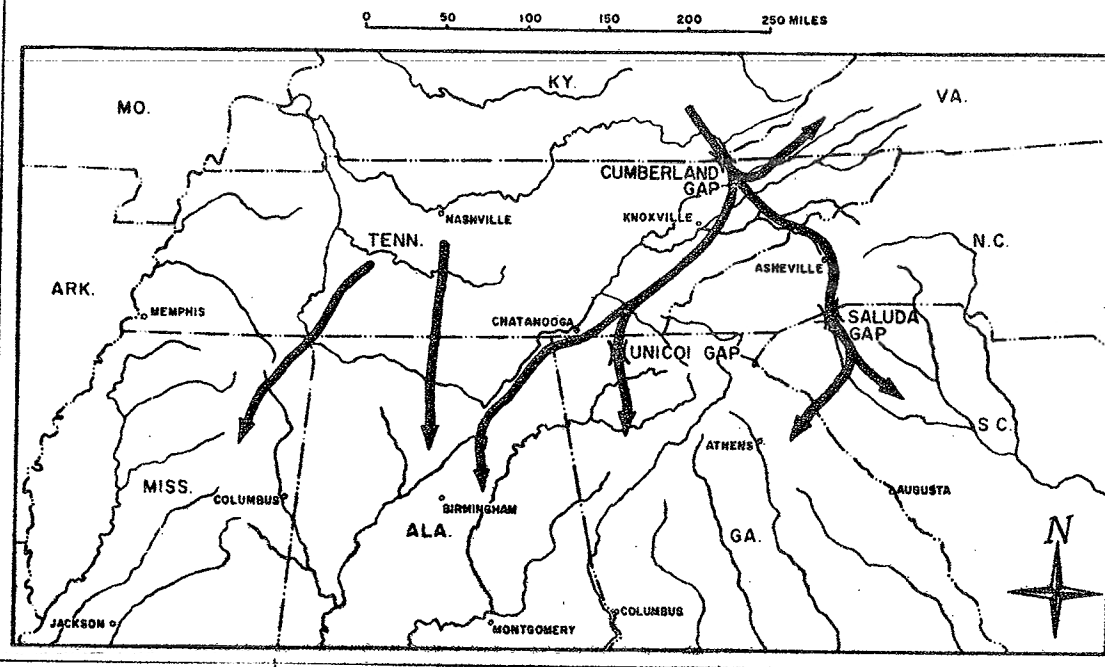 0 50 100 150 200 250 MILES
MO.
KY.
VA.
CUMBERLAND
GAP
NASHVILLE
KNOXVILLE
TENN.
N.C.
ASHEVILLE
ARK.
MEMPHIS
CHATANOOGA
SALUDA
GAP
UNICOI GAP
S.C.
ATHENS
MISS.
COLUMBUS
BIRMINGHAM
AUGUSTA
ALA.
GA.
N
JACKSON
MONTGOMERY
COLUMBUS